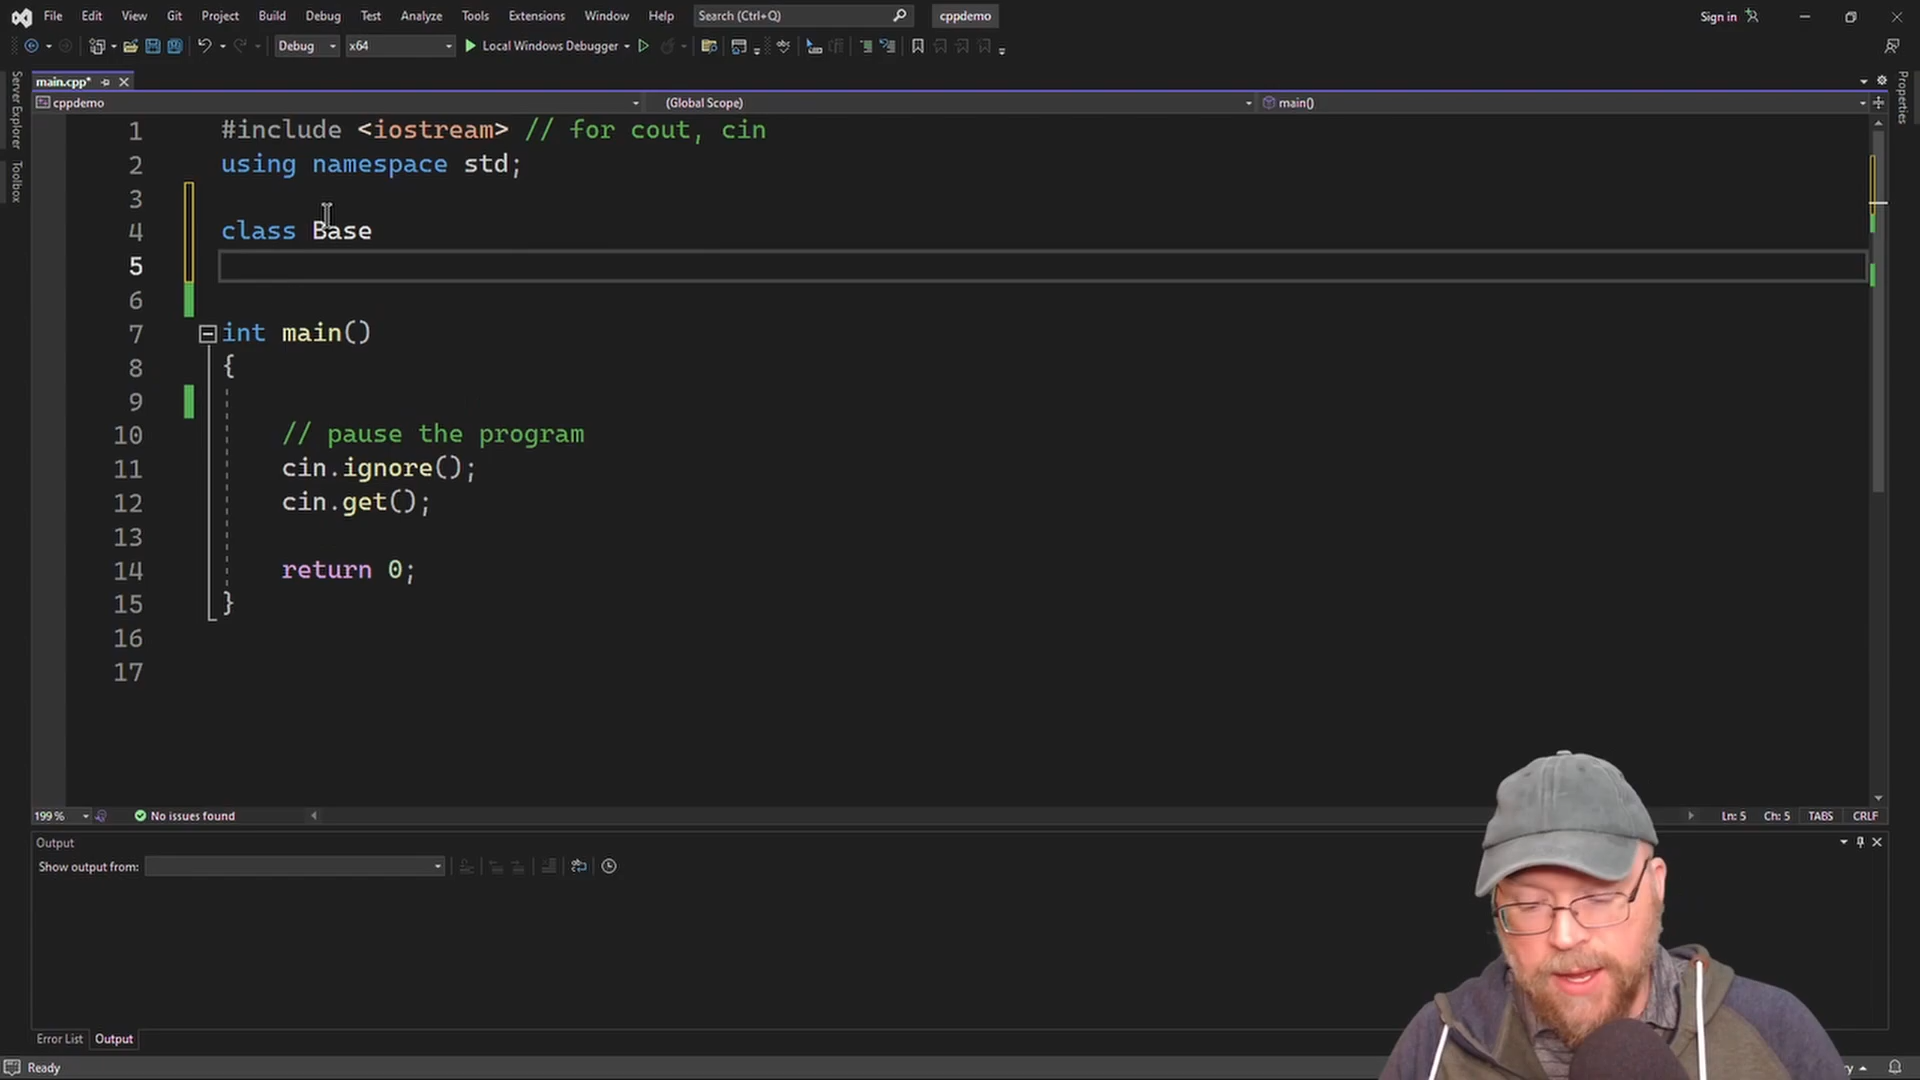 File Edit View Git Project Build Debug Test Analyze Tools Extensions Window Help Search (Ctrl+Q) cppdemo Sign in
Debug x64 Local Windows Debugger
main.cpp*
cppdemo (Global Scope) main()
Server Explorer
Toolbox
Properties
1 #include <iostream> // for cout, cin
2 using namespace std;
3
4 class Base
5
6
7 int main()
8 {
9
10 // pause the program
11 cin.ignore();
12 cin.get();
13
14 return 0;
15 }
16
17
199 % No issues found Ln: 5 Ch: 5 TABS CRLF
Output
Show output from:
Error List Output
Ready